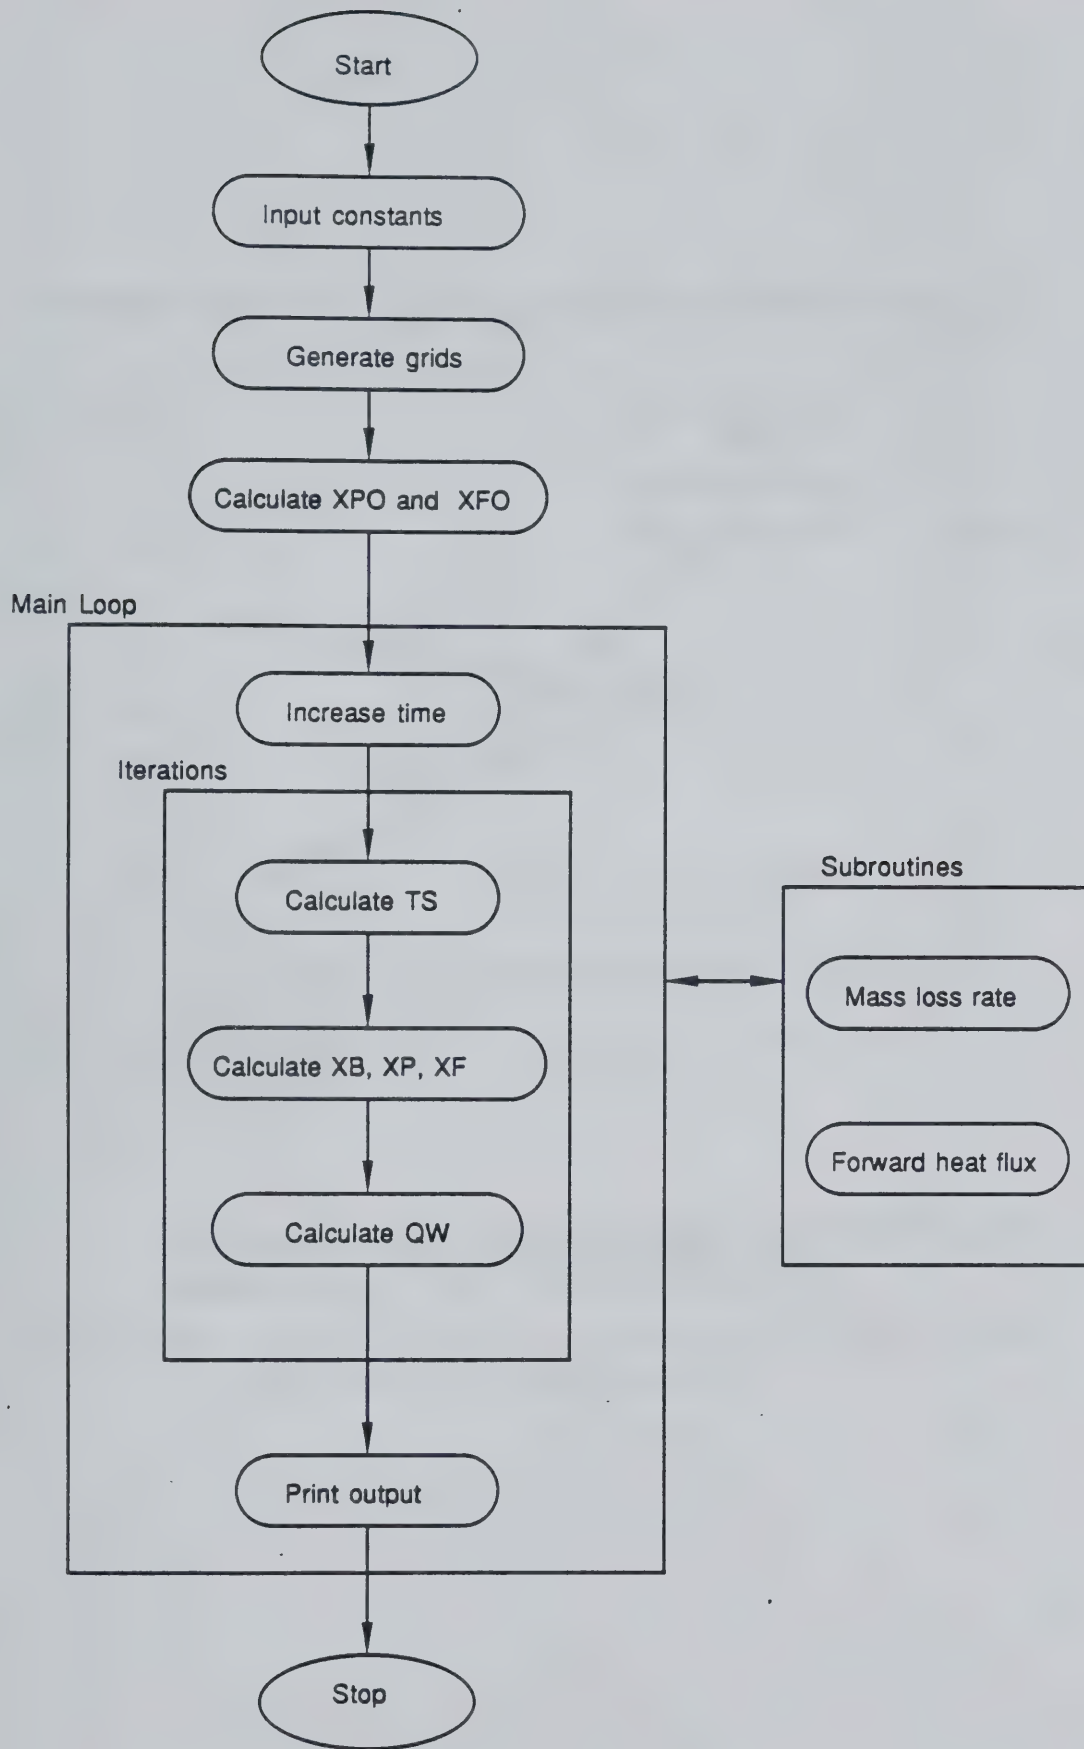 Start
Input constants
Generate grids
Calculate XPO and XFO
Main Loop
Increase time
Iterations
Calculate TS
Calculate XB, XP, XF
Calculate QW
Print output
Stop
Subroutines
Mass loss rate
Forward heat flux